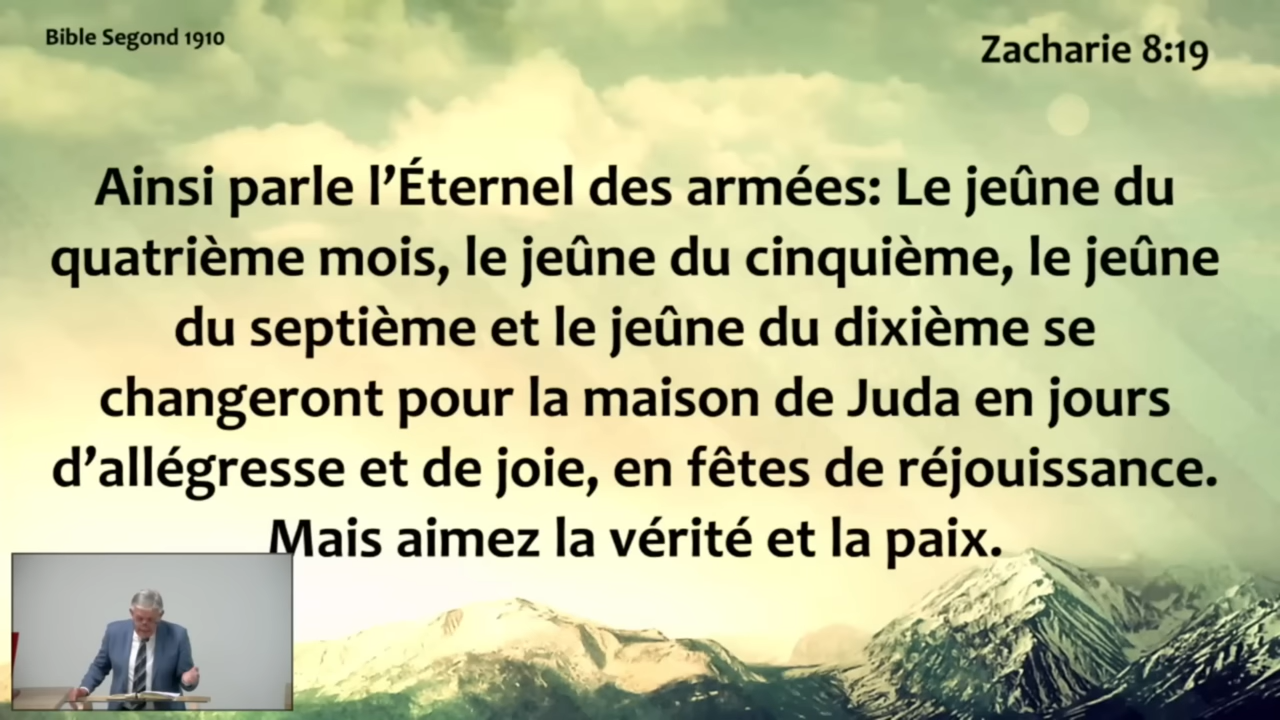 Bible Segond 1910
Zacharie 8:19
Ainsi parle l’Éternel des armées: Le jeûne du
quatrième mois, le jeûne du cinquième, le jeûne
du septième et le jeûne du dixième se
changeront pour la maison de Juda en jours
d’allégresse et de joie, en fêtes de réjouissance.
Mais aimez la vérité et la paix.